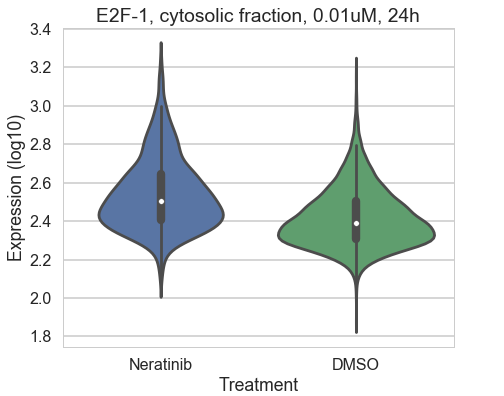 E2F-1, cytosolic fraction, 0.01uM, 24h
Expression (log10)
3.4
3.2
3.0
2.8
2.6
2.4
2.2
2.0
1.8
Neratinib DMSO
Treatment